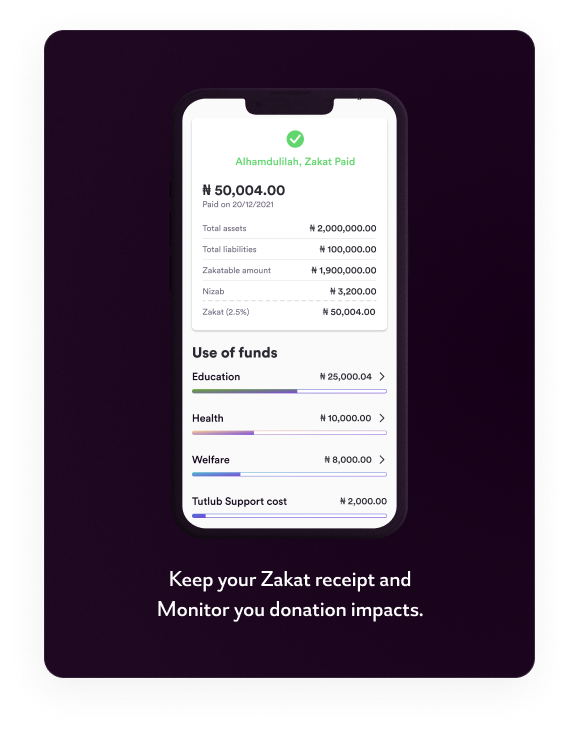 Alhamdulilah, Zakat Paid
₦ 50,004.00
Paid on 20/12/2021
Total assets ₦ 2,000,000.00
Total liabilities ₦ 100,000.00
Zakatable amount ₦ 1,900,000.00
Nizab ₦ 3,200.00
Zakat (2.5%) ₦ 50,004.00
Use of funds
Education ₦ 25,000.04
Health ₦ 10,000.00
Welfare ₦ 8,000.00
Tutlub Support cost ₦ 2,000.00
Keep your Zakat receipt and
Monitor you donation impacts.